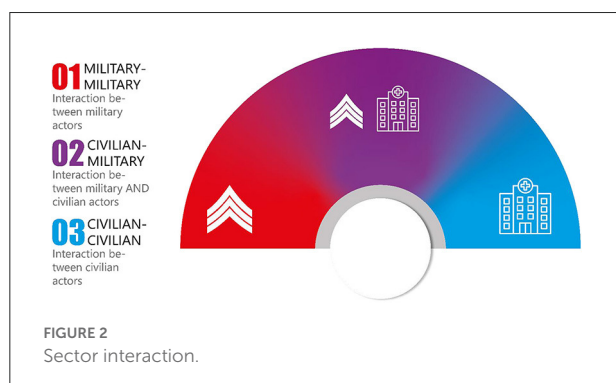 01 MILITARY-
MILITARY
Interaction be-
tween military
actors
02 CIVILIAN-
MILITARY
Interaction be-
tween military AND
civilian actors
03 CIVILIAN-
CIVILIAN
Interaction be-
tween civilian
actors
FIGURE 2
Sector interaction.